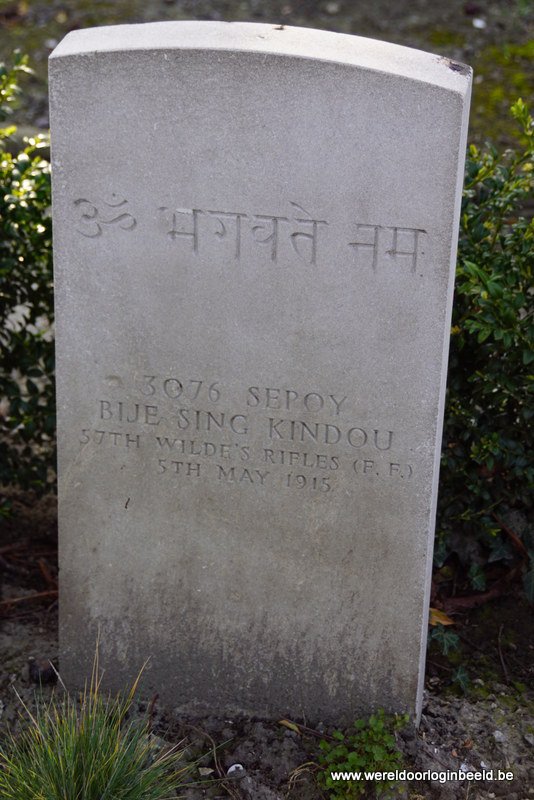 ॐ भगवते नम
3076 SEPOY
BIJE SING KINDOU
57TH WILDE'S RIFLES (F. F.)
5TH MAY 1915
www.wereldoorloginbeeld.be